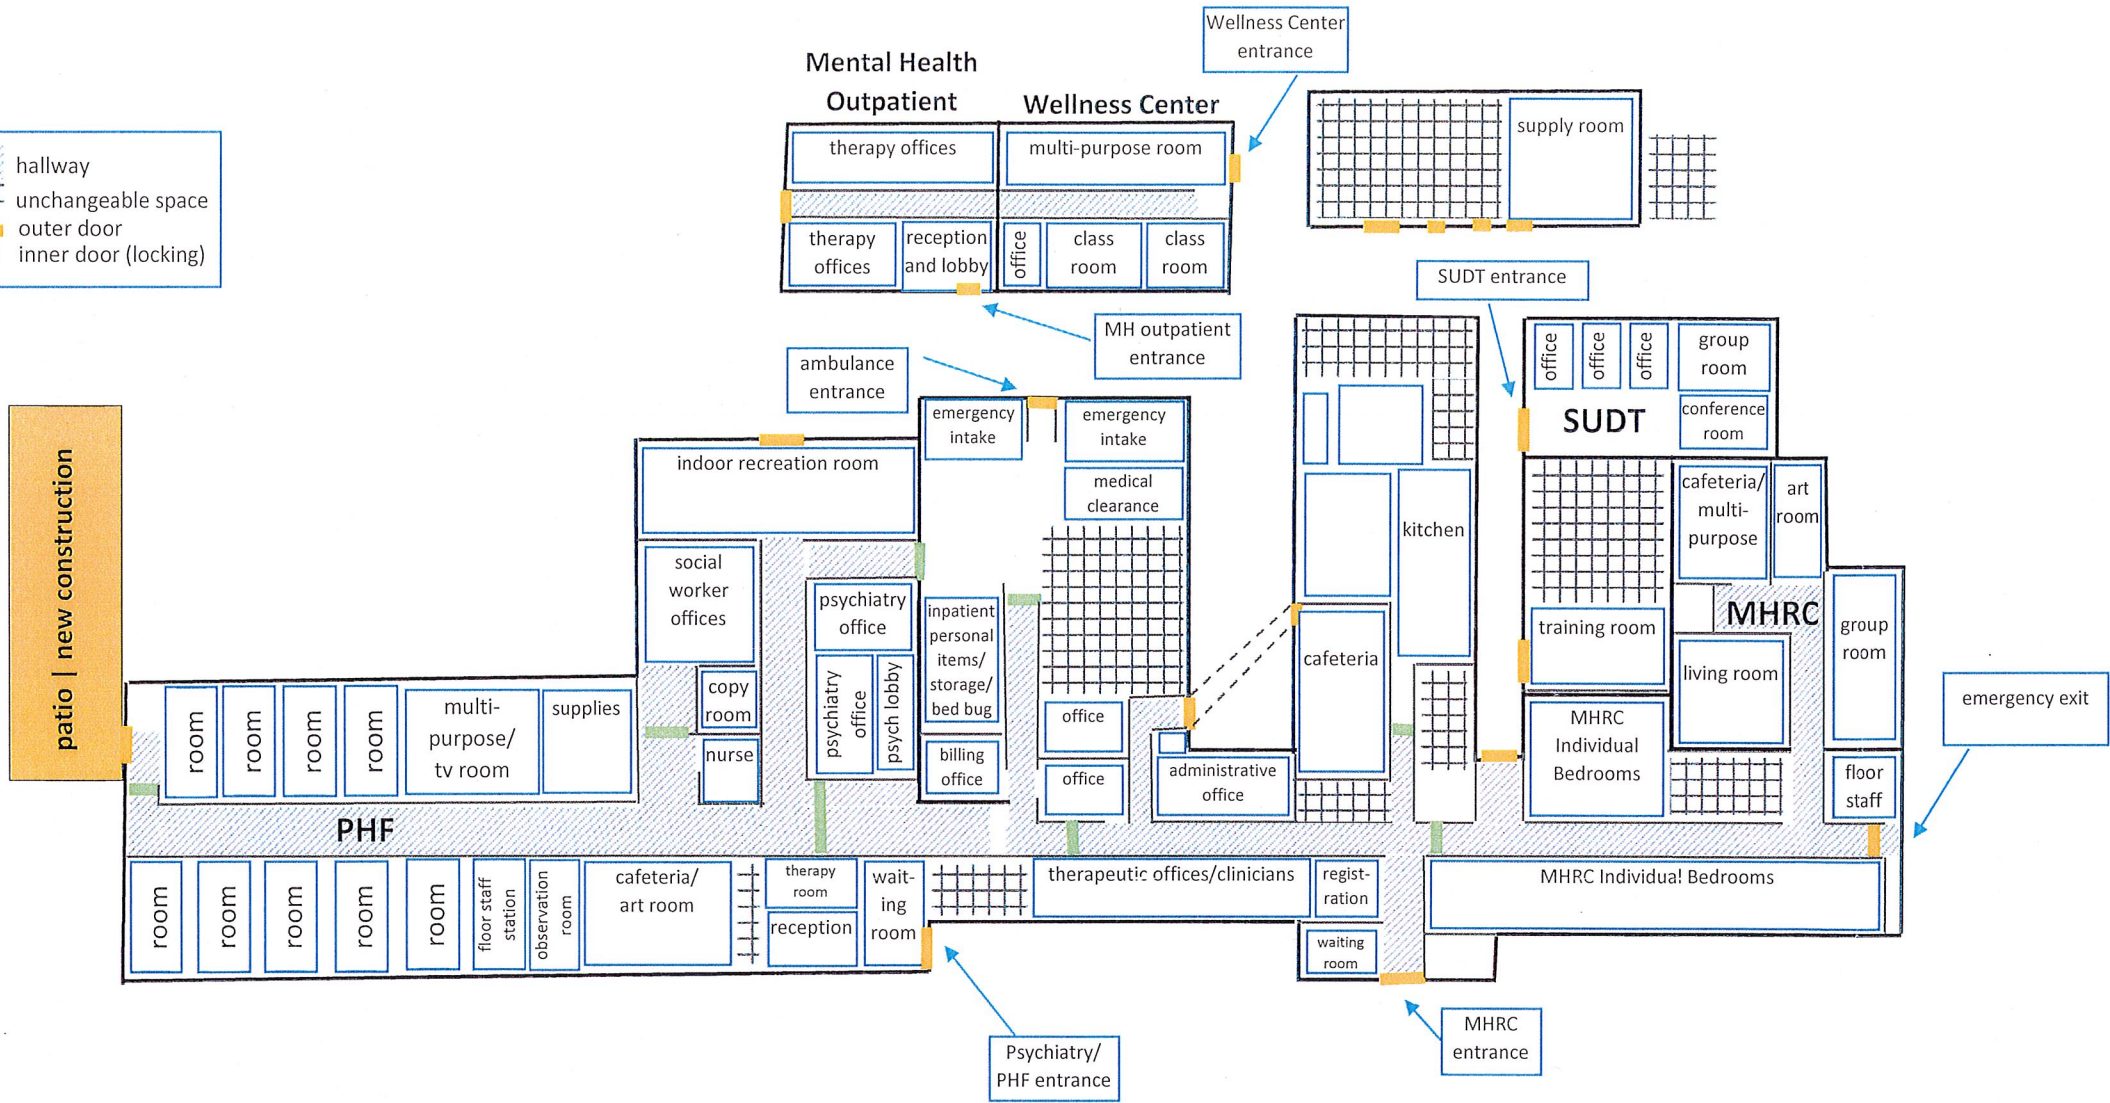 Wellness Center
entrance
Mental Health
Outpatient
Wellness Center
therapy offices
multi-purpose room
supply room
hallway
unchangeable space
outer door
inner door (locking)
therapy
offices
reception
and lobby
office
class
room
class
room
SUDT entrance
MH outpatient
entrance
ambulance
entrance
office
office
office
group
room
SUDT
conference
room
emergency
intake
emergency
intake
medical
clearance
indoor recreation room
kitchen
cafeteria/
multi-
purpose
art
room
patio | new construction
social
worker
offices
psychiatry
office
inpatient
personal
items/
storage/
bed bug
training room
MHRC
group
room
cafeteria
living room
emergency exit
room
room
room
room
multi-
purpose/
tv room
supplies
copy
room
nurse
psychiatry
office
psych lobby
billing
office
office
office
administrative
office
MHRC
Individual
Bedrooms
floor
staff
PHF
room
room
room
room
room
floor staff
station
observation
room
cafeteria/
art room
therapy
room
reception
wait-
ing
room
therapeutic offices/clinicians
regist-
ration
waiting
room
MHRC Individual Bedrooms
Psychiatry/
PHF entrance
MHRC
entrance